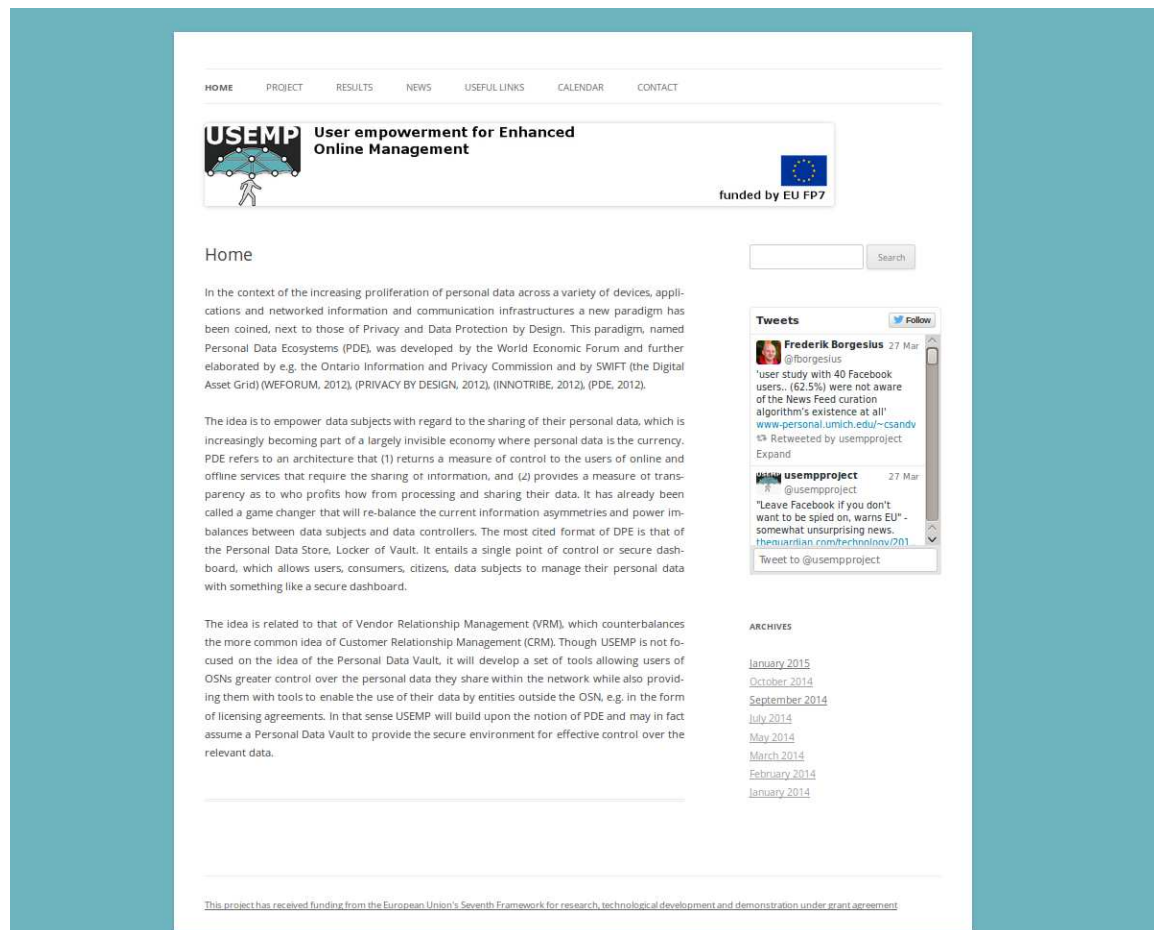 HOME PROJECT RESULTS NEWS USEFUL LINKS CALENDAR CONTACT
USEMP
User empowerment for Enhanced
Online Management
funded by EU FP7
Home
In the context of the increasing proliferation of personal data across a variety of devices, appli-
cations and networked information and communication infrastructures a new paradigm has
been coined, next to those of Privacy and Data Protection by Design. This paradigm, named
Personal Data Ecosystems (PDE), was developed by the World Economic Forum and further
elaborated by e.g. the Ontario Information and Privacy Commission and by SWIFT (the Digital
Asset Grid) (WEFORUM, 2012), (PRIVACY BY DESIGN, 2012), (INNOTRIBE, 2012), (PDE, 2012).
The idea is to empower data subjects with regard to the sharing of their personal data, which is
increasingly becoming part of a largely invisible economy where personal data is the currency.
PDE refers to an architecture that (1) returns a measure of control to the users of online and
offline services that require the sharing of information, and (2) provides a measure of trans-
parency as to who profits how from processing and sharing their data. It has already been
called a game changer that will re-balance the current information asymmetries and power im-
balances between data subjects and data controllers. The most cited format of DPE is that of
the Personal Data Store, Locker of Vault. It entails a single point of control or secure dash-
board, which allows users, consumers, citizens, data subjects to manage their personal data
with something like a secure dashboard.
The idea is related to that of Vendor Relationship Management (VRM), which counterbalances
the more common idea of Customer Relationship Management (CRM). Though USEMP is not fo-
cused on the idea of the Personal Data Vault, it will develop a set of tools allowing users of
OSNs greater control over the personal data they share within the network while also provid-
ing them with tools to enable the use of their data by entities outside the OSN, e.g. in the form
of licensing agreements. In that sense USEMP will build upon the notion of PDE and may in fact
assume a Personal Data Vault to provide the secure environment for effective control over the
relevant data.
Search
Tweets Follow
Frederik Borgesius 27 Mar
@fborgesius
'user study with 40 Facebook
users.. (62.5%) were not aware
of the News Feed curation
algorithm's existence at all'
www-personal.umich.edu/~csandv
Retweeted by usempproject
Expand
usempproject 27 Mar
@usempproject
"Leave Facebook if you don't
want to be spied on, warns EU" -
somewhat unsurprising news.
theguardian.com/technology/201...
Tweet to @usempproject
ARCHIVES
January 2015
October 2014
September 2014
July 2014
May 2014
March 2014
February 2014
January 2014
This project has received funding from the European Union's Seventh Framework for research, technological development and demonstration under grant agreement